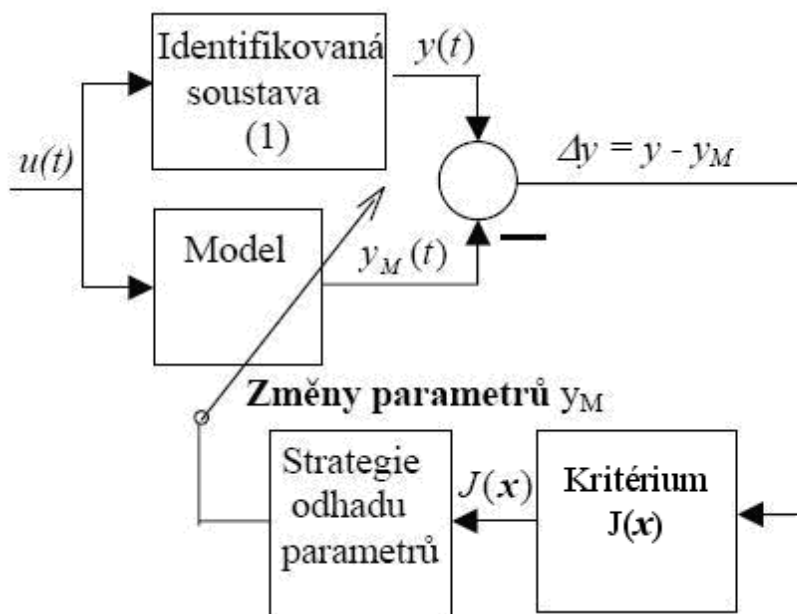 Identifikovaná
soustava
(1)
y(t)
u(t)
Δy = y - y_M
Model
y_M (t)
Změny parametrů y_M
Strategie
odhadu
parametrů
J(x)
Kritérium
J(x)